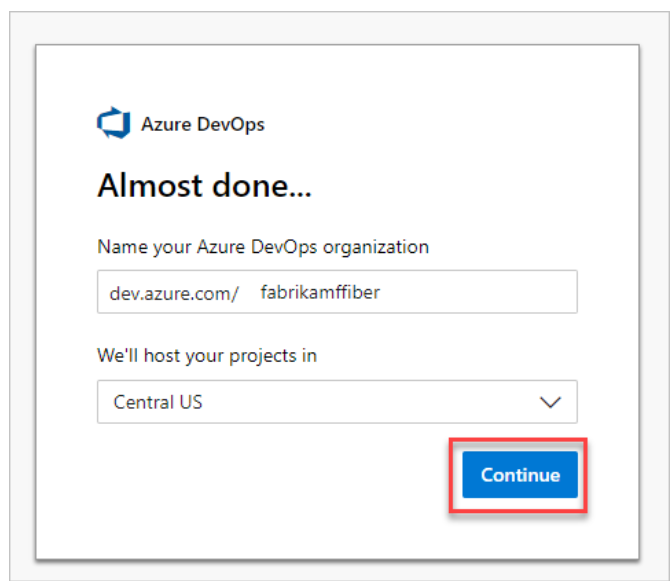 Azure DevOps
Almost done...
Name your Azure DevOps organization
dev.azure.com/ fabrikamffiber
We'll host your projects in
Central US
Continue